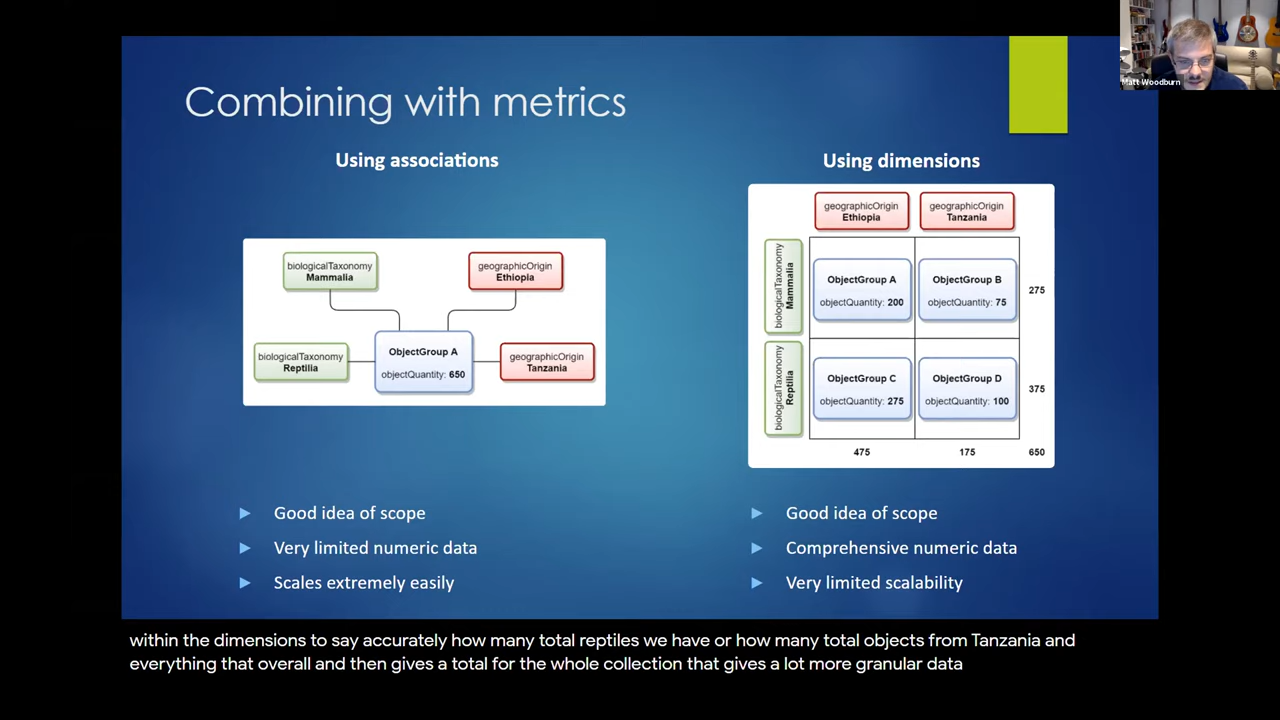 Matt Woodburn
Combining with metrics
Using associations
biologicalTaxonomy
Mammalia
geographicOrigin
Ethiopia
biologicalTaxonomy
Reptilia
ObjectGroup A
objectQuantity: 650
geographicOrigin
Tanzania
Good idea of scope
Very limited numeric data
Scales extremely easily
Using dimensions
geographicOrigin
Ethiopia
geographicOrigin
Tanzania
biologicalTaxonomy
Mammalia
ObjectGroup A
objectQuantity: 200
ObjectGroup B
objectQuantity: 75
275
biologicalTaxonomy
Reptilia
ObjectGroup C
objectQuantity: 275
ObjectGroup D
objectQuantity: 100
375
475 175 650
Good idea of scope
Comprehensive numeric data
Very limited scalability
within the dimensions to say accurately how many total reptiles we have or how many total objects from Tanzania and
everything that overall and then gives a total for the whole collection that gives a lot more granular data